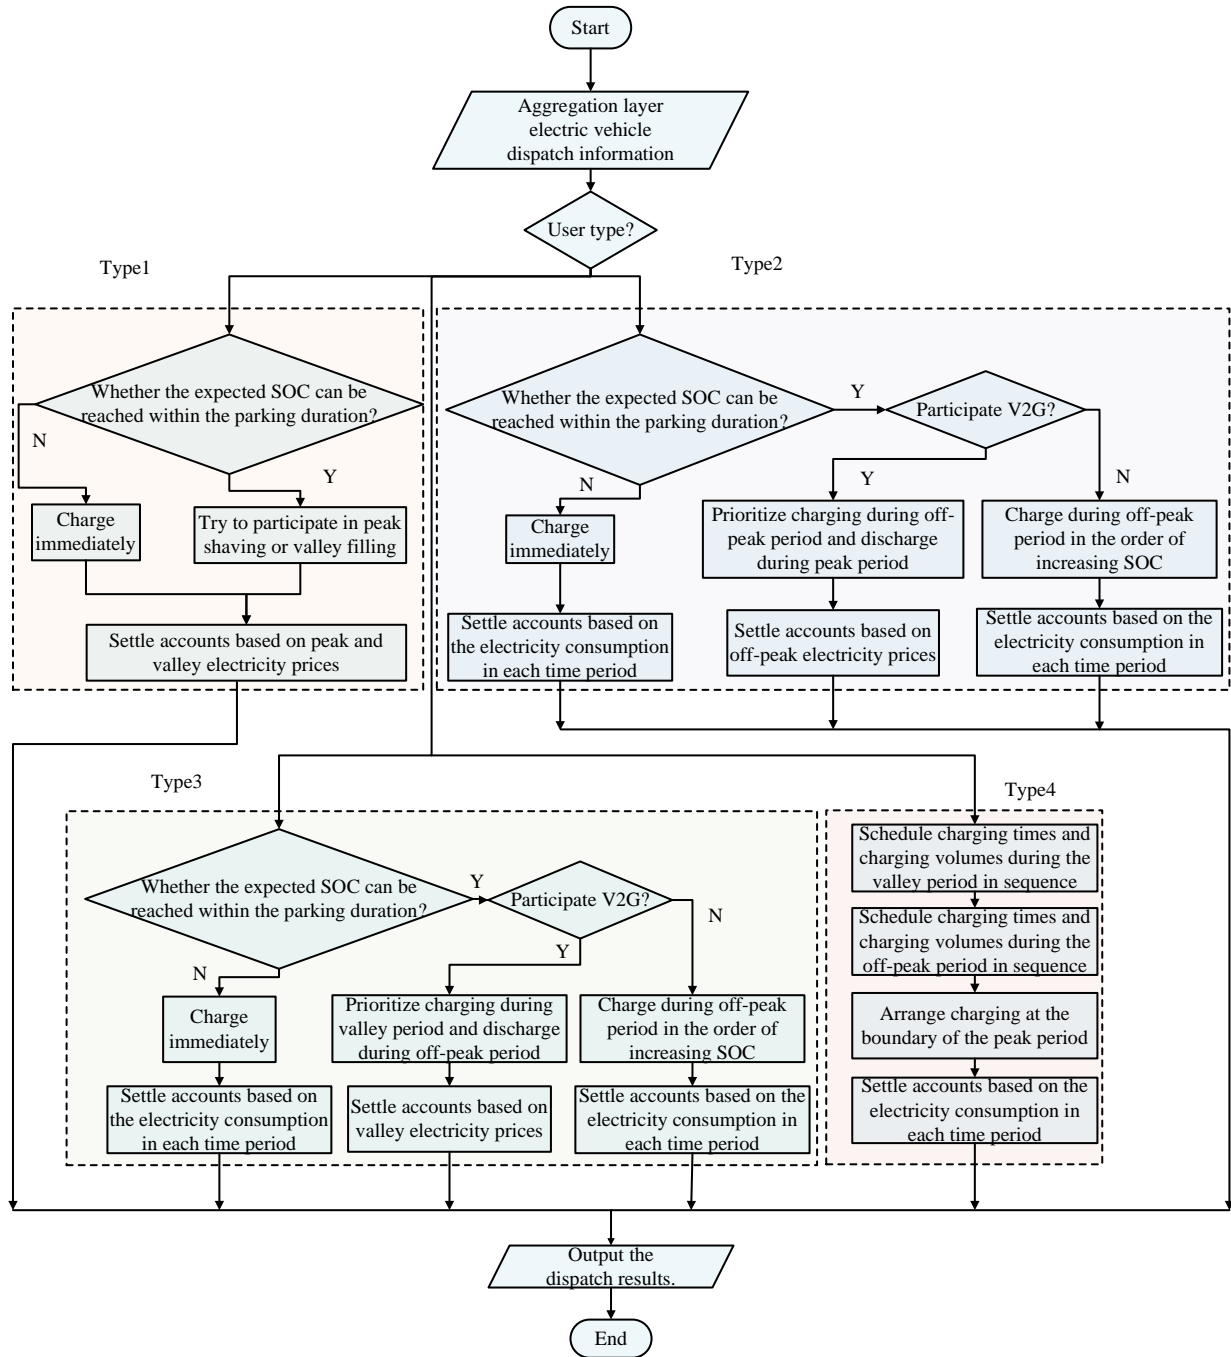 Start
Aggregation layer
electric vehicle
dispatch information
User type?
Type1
Type2
Whether the expected SOC can be
reached within the parking duration?
N
Y
Charge
immediately
Try to participate in peak
shaving or valley filling
Settle accounts based on peak and
valley electricity prices
Whether the expected SOC can be
reached within the parking duration?
Y
Participate V2G?
N
Y
N
Charge
immediately
Prioritize charging during off-
peak period and discharge
during peak period
Charge during off-peak
period in the order of
increasing SOC
Settle accounts based on
the electricity consumption
in each time period
Settle accounts based on
off-peak electricity prices
Settle accounts based on the
electricity consumption in
each time period
Type3
Type4
Whether the expected SOC can be
reached within the parking duration?
Y
Participate V2G?
N
Y
N
Charge
immediately
Prioritize charging during
valley period and discharge
during off-peak period
Charge during off-peak
period in the order of
increasing SOC
Settle accounts based on
the electricity consumption
in each time period
Settle accounts based on
valley electricity prices
Settle accounts based on the
electricity consumption in
each time period
Schedule charging times and
charging volumes during the
valley period in sequence
Schedule charging times and
charging volumes during the
off-peak period in sequence
Arrange charging at the
boundary of the peak period
Settle accounts based on the
electricity consumption in
each time period
Output the
dispatch results.
End